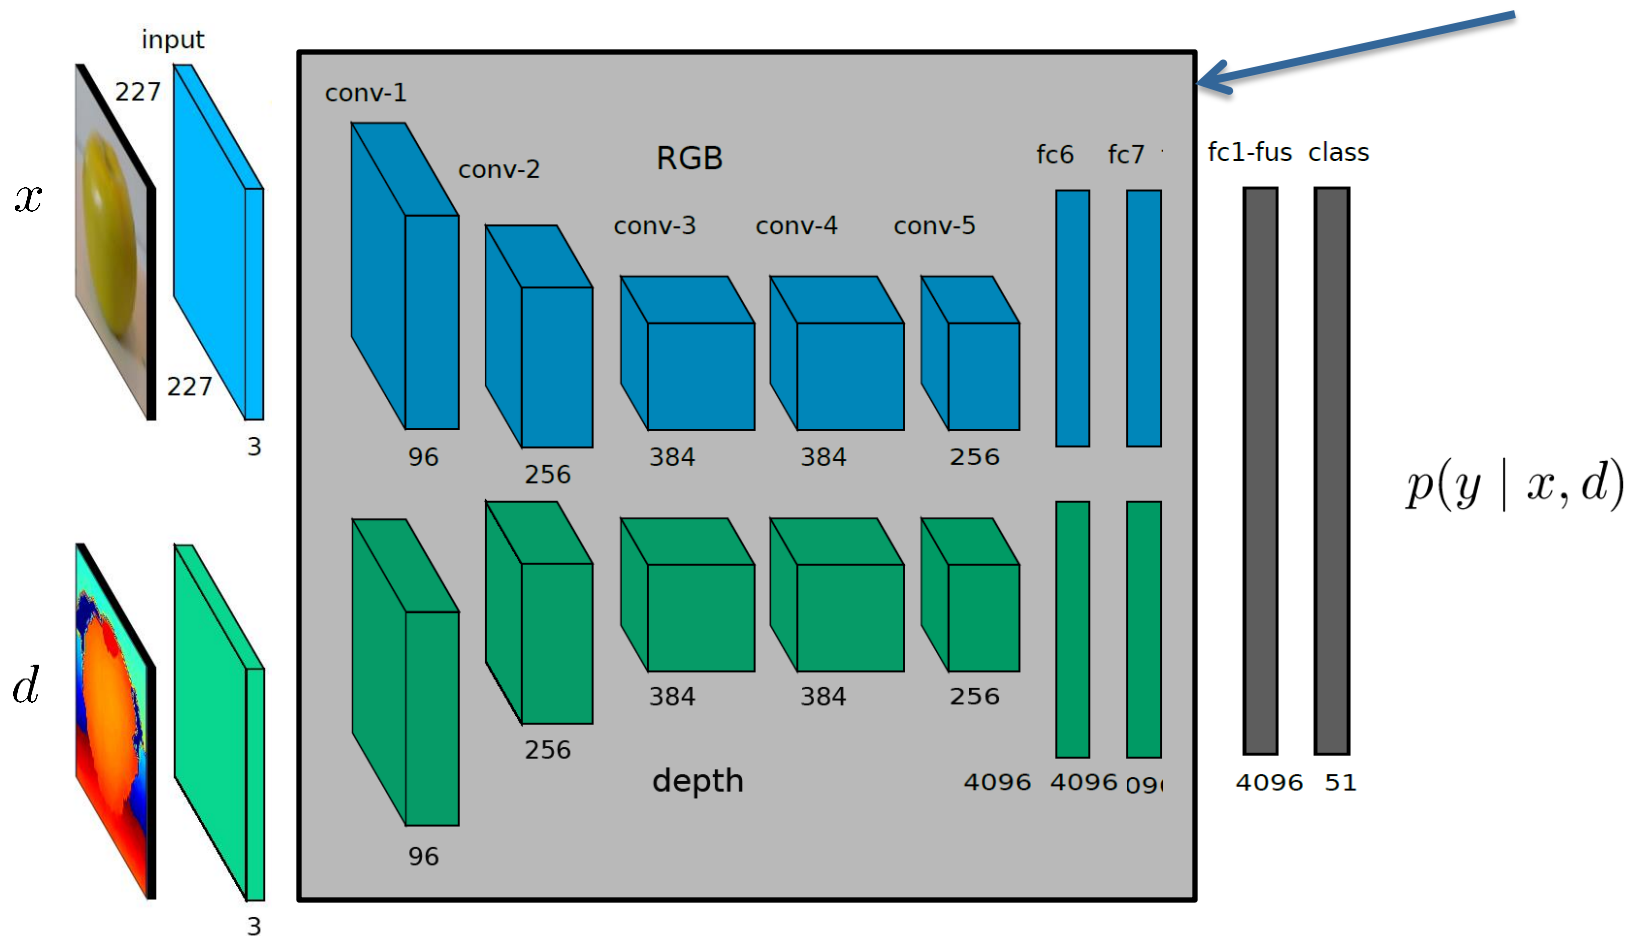 input
227
x
227
3
conv-1
conv-2
RGB
conv-3
conv-4
conv-5
fc6
fc7
fc1-fus
class
96
256
384
384
256
p(y | x, d)
d
3
96
256
384
384
256
depth
4096
4096
4096
51